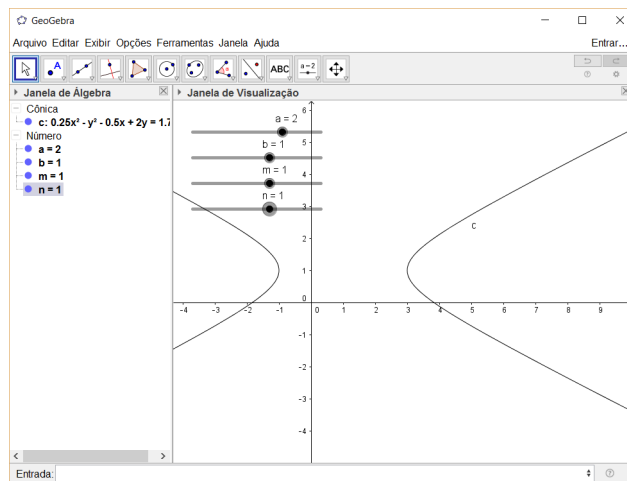 GeoGebra
Arquivo Editar Exibir Opções Ferramentas Janela Ajuda
Entrar...
A
ABC
a=2
Janela de Álgebra
Janela de Visualização
Cônica
c: 0.25x² - y² - 0.5x + 2y = 1.7
Número
a = 2
b = 1
m = 1
n = 1
a = 2
b = 1
m = 1
n = 1
c
6
5
4
3
2
1
0
-1
-2
-3
-4
-4 -3 -2 -1 0 1 2 3 4 5 6 7 8 9
Entrada: